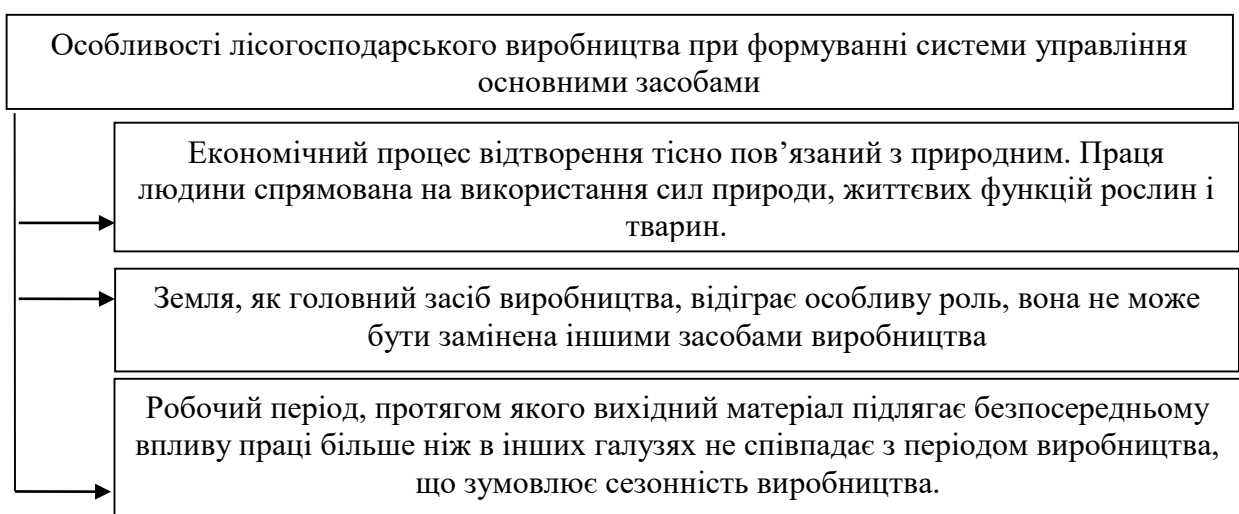 Особливості лісогосподарського виробництва при формуванні системи управління
основними засобами
Економічний процес відтворення тісно пов’язаний з природним. Праця
людини спрямована на використання сил природи, життєвих функцій рослин і
тварин.
Земля, як головний засіб виробництва, відіграє особливу роль, вона не може
бути замінена іншими засобами виробництва
Робочий період, протягом якого вихідний матеріал підлягає безпосередньому
впливу праці більше ніж в інших галузях не співпадає з періодом виробництва,
що зумовлює сезонність виробництва.